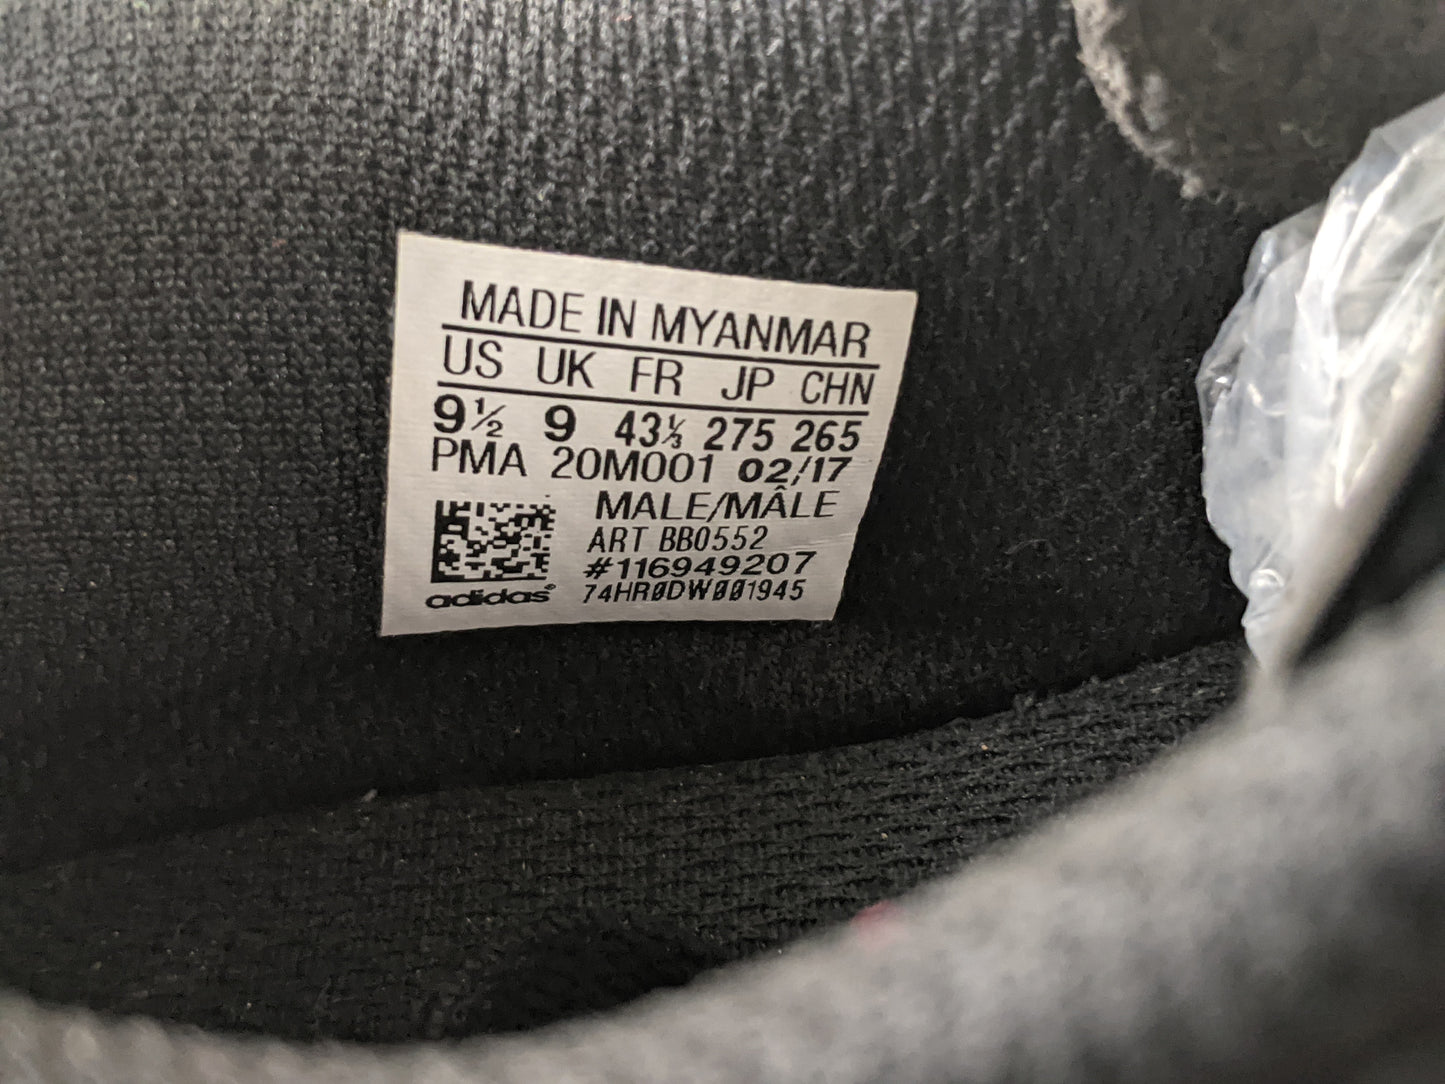 MADE IN MYANMAR
US UK FR JP CHN
9½ 9 43⅓ 275 265
PMA 20M001 02/17
MALE/MÂLE
ART BB0552
#116949207
adidas® 74HR0DW001945